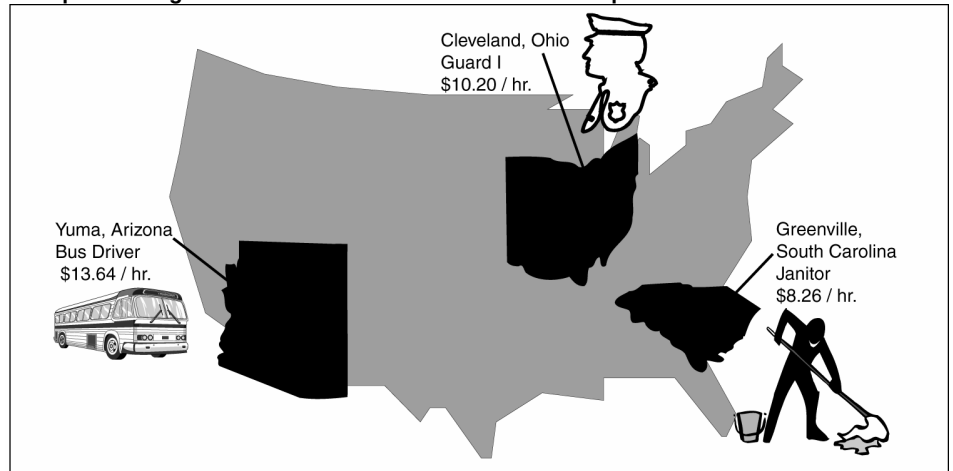 Cleveland, Ohio
Guard I
$10.20 / hr.
Yuma, Arizona
Bus Driver
$13.64 / hr.
Greenville,
South Carolina
Janitor
$8.26 / hr.